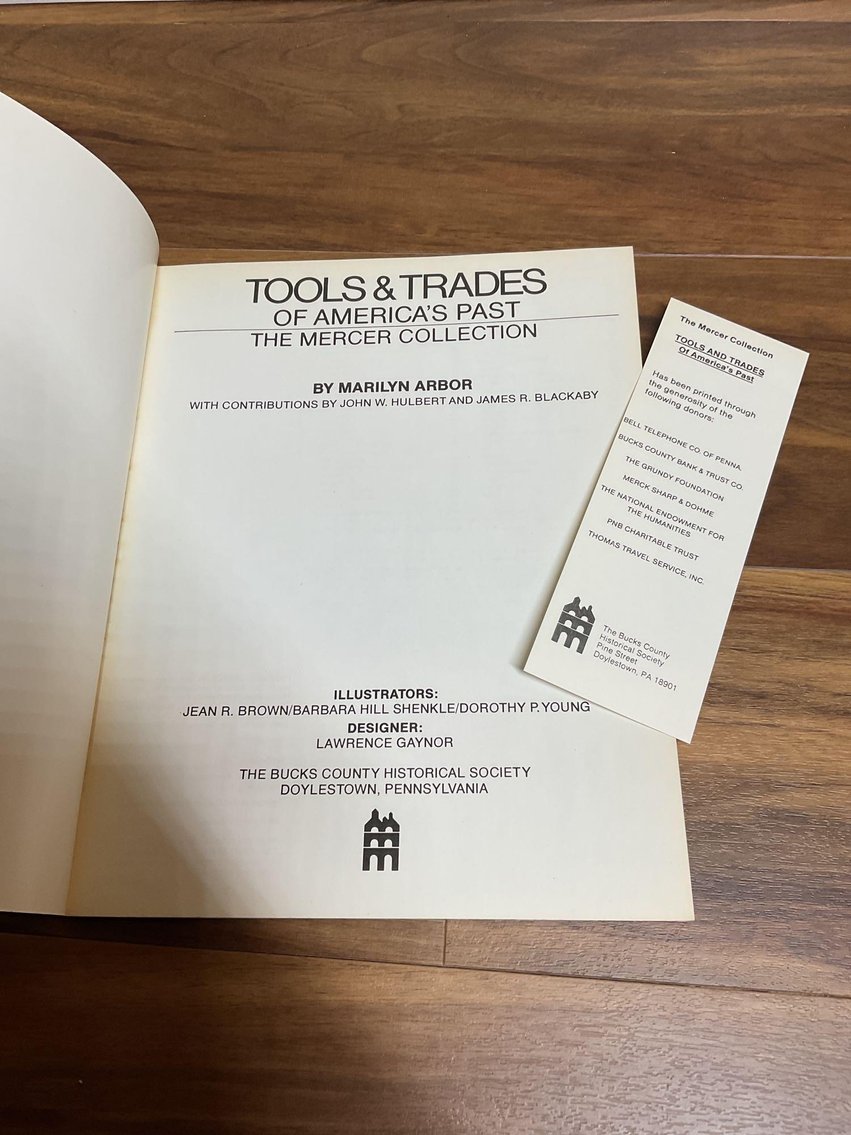 TOOLS & TRADES
OF AMERICA'S PAST
THE MERCER COLLECTION
BY MARILYN ARBOR
WITH CONTRIBUTIONS BY JOHN W. HULBERT AND JAMES R. BLACKABY
ILLUSTRATORS:
JEAN R. BROWN/BARBARA HILL SHENKLE/DOROTHY P. YOUNG
DESIGNER:
LAWRENCE GAYNOR
THE BUCKS COUNTY HISTORICAL SOCIETY
DOYLESTOWN, PENNSYLVANIA
The Mercer Collection
TOOLS AND TRADES
Of America's Past
Has been printed through
the generosity of the
following donors:
BELL TELEPHONE CO. OF PENNA.
BUCKS COUNTY BANK & TRUST CO.
THE GRUNDY FOUNDATION
MERCK SHARP & DOHME
THE NATIONAL ENDOWMENT FOR
THE HUMANITIES
PNB CHARITABLE TRUST
THOMAS TRAVEL SERVICE, INC.
The Bucks County
Historical Society
Pine Street
Doylestown, PA 18901